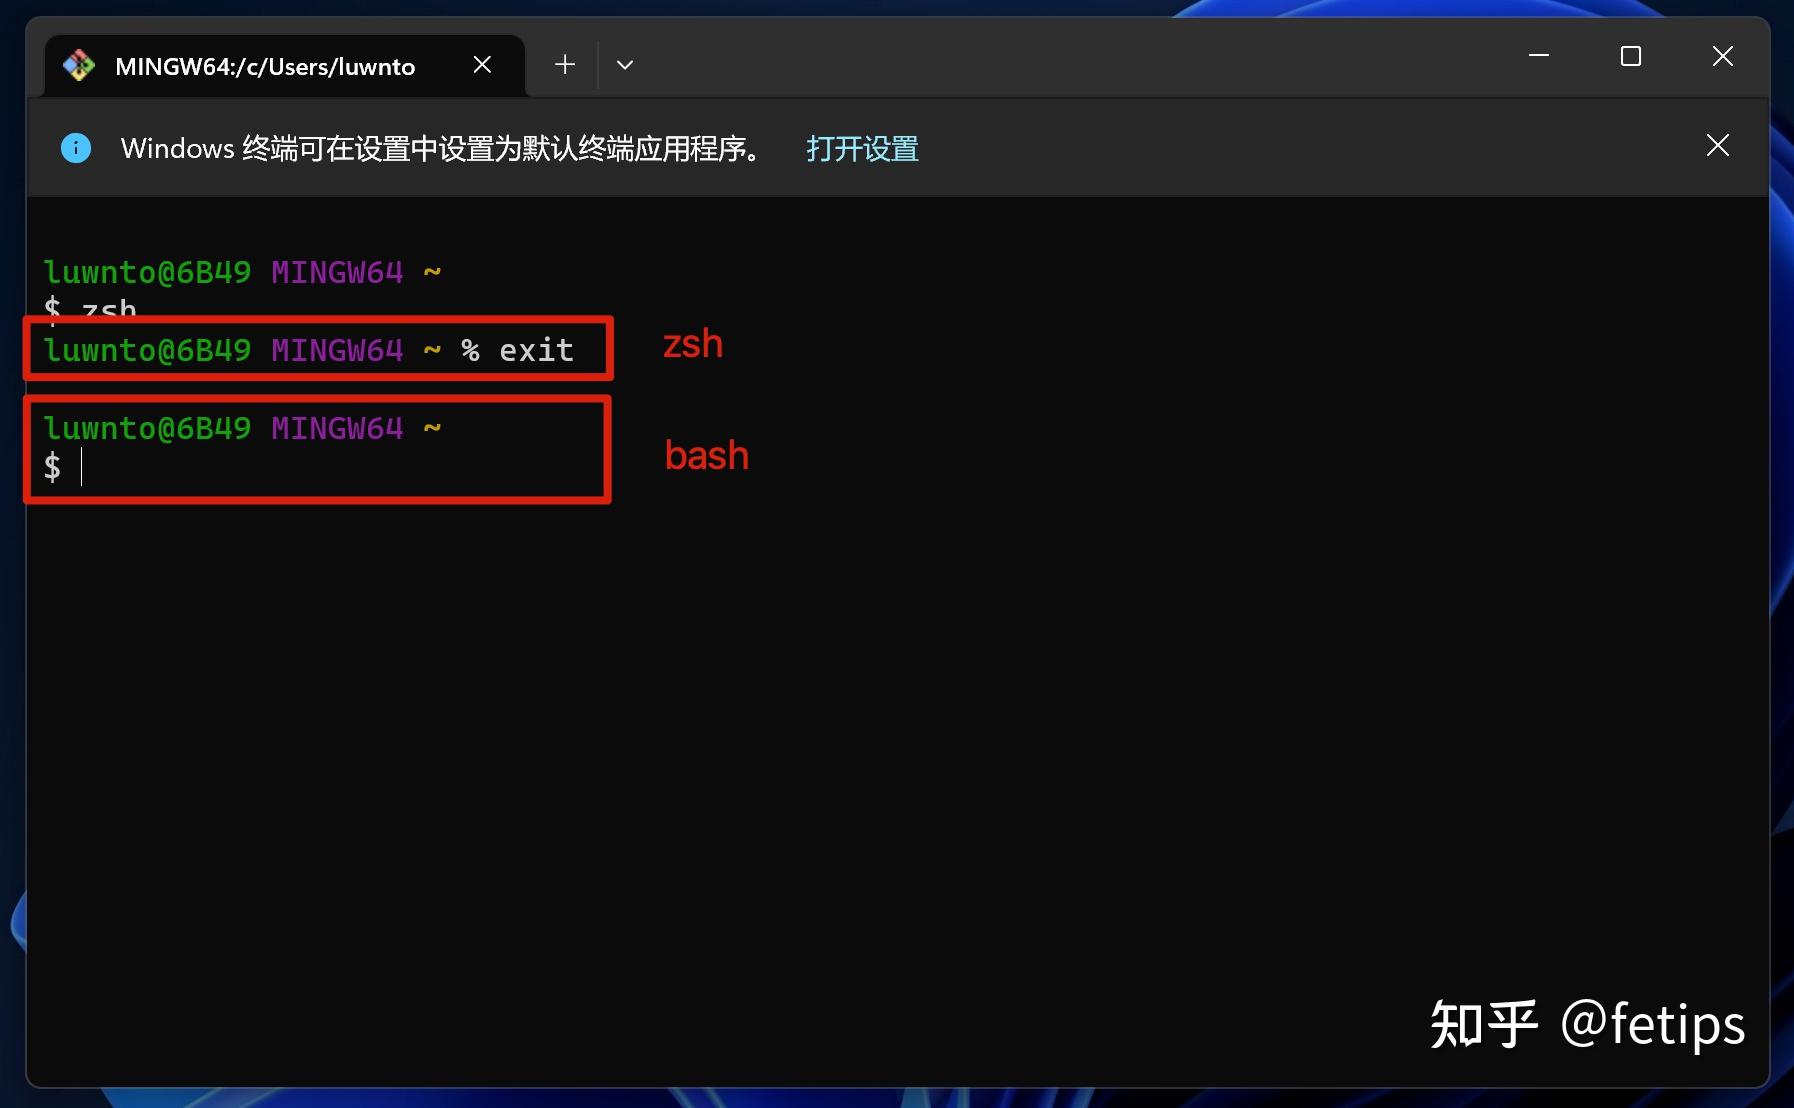 MINGW64:/c/Users/luwnto
Windows 终端可在设置中设置为默认终端应用程序。 打开设置
luwnto@6B49 MINGW64 ~
$ zsh
luwnto@6B49 MINGW64 ~ % exit
zsh
luwnto@6B49 MINGW64 ~
$
bash
知乎 @fetips